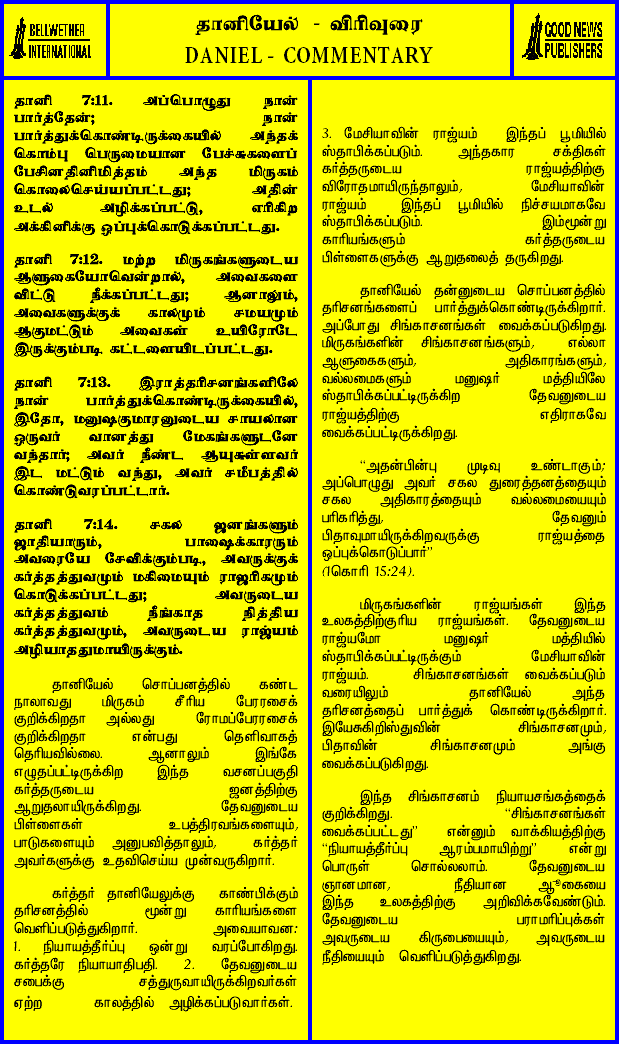 BELLWETHER
INTERNATIONAL
தானியேல் - விரிவுரை
DANIEL - COMMENTARY
GOOD NEWS
PUBLISHERS
தானி 7:11. அப்பொழுது நான்
பார்த்தேன்; நான்
பார்த்துக்கொண்டிருக்கையில் அந்தக்
கொம்பு பெருமையான பேச்சுகளைப்
பேசினதினிமித்தம் அந்த மிருகம்
கொலைசெய்யப்பட்டது; அதின்
உடல் அழிக்கப்பட்டு, எரிகிற
அக்கினிக்கு ஒப்புக்கொடுக்கப்பட்டது.
தானி 7:12. மற்ற மிருகங்களுடைய
ஆளுகையோவென்றால், அவைகளை
விட்டு நீக்கப்பட்டது; ஆனாலும்,
அவைகளுக்குக் காலமும் சமயமும்
ஆகுமட்டும் அவைகள் உயிரோடே
இருக்கும்படி கட்டளையிடப்பட்டது.
தானி 7:13. இராத்தரிசனங்களிலே
நான் பார்த்துக்கொண்டிருக்கையில்,
இதோ, மனுஷகுமாரனுடைய சாயலான
ஒருவர் வானத்து மேகங்களுடனே
வந்தார்; அவர் நீண்ட ஆயுசுள்ளவர்
இட மட்டும் வந்து, அவர் சமீபத்தில்
கொண்டுவரப்பட்டார்.
தானி 7:14. சகல ஜனங்களும்
ஜாதியாரும், பாஷைக்காரரும்
அவரையே சேவிக்கும்படி, அவருக்குக்
கர்த்தத்துவமும் மகிமையும் ராஜரிகமும்
கொடுக்கப்பட்டது; அவருடைய
கர்த்தத்துவம் நீங்காத நித்திய
கர்த்தத்துவமும், அவருடைய ராஜ்யம்
அழியாததுமாயிருக்கும்.
தானியேல் சொப்பனத்தில் கண்ட
நாலாவது மிருகம் சீரிய பேரரசைக்
குறிக்கிறதா அல்லது ரோமப்பேரரசைக்
குறிக்கிறதா என்பது தெளிவாகத்
தெரியவில்லை. ஆனாலும் இங்கே
எழுதப்பட்டிருக்கிற இந்த வசனப்பகுதி
கர்த்தருடைய ஜனத்திற்கு
ஆறுதலாயிருக்கிறது. தேவனுடைய
பிள்ளைகள் உபத்திரவங்களையும்,
பாடுகளையும் அனுபவித்தாலும், கர்த்தர்
அவர்களுக்கு உதவிசெய்ய முன்வருகிறார்.
கர்த்தர் தானியேலுக்கு காண்பிக்கும்
தரிசனத்தில் மூன்று காரியங்களை
வெளிப்படுத்துகிறார். அவையாவன:
1. நியாயத்தீர்ப்பு ஒன்று வரப்போகிறது.
கர்த்தரே நியாயாதிபதி. 2. தேவனுடைய
சபைக்கு சத்துருவாயிருக்கிறவர்கள்
ஏற்ற காலத்தில் அழிக்கப்படுவார்கள்.
3. மேசியாவின் ராஜ்யம் இந்தப் பூமியில்
ஸ்தாபிக்கப்படும். அந்தகார சக்திகள்
கர்த்தருடைய ராஜ்யத்திற்கு
விரோதமாயிருந்தாலும், மேசியாவின்
ராஜ்யம் இந்தப் பூமியில் நிச்சயமாகவே
ஸ்தாபிக்கப்படும். இம்மூன்று
காரியங்களும் கர்த்தருடைய
பிள்ளைகளுக்கு ஆறுதலைத் தருகிறது.
தானியேல் தன்னுடைய சொப்பனத்தில்
தரிசனங்களைப் பார்த்துக்கொண்டிருக்கிறார்.
அப்போது சிங்காசனங்கள் வைக்கப்படுகிறது.
மிருகங்களின் சிங்காசனங்களும், எல்லா
ஆளுகைகளும், அதிகாரங்களும்,
வல்லமைகளும் மனுஷர் மத்தியிலே
ஸ்தாபிக்கப்பட்டிருக்கிற தேவனுடைய
ராஜ்யத்திற்கு எதிராகவே
வைக்கப்பட்டிருக்கிறது.
"அதன்பின்பு முடிவு உண்டாகும்;
அப்பொழுது அவர் சகல துரைத்தனத்தையும்
சகல அதிகாரத்தையும் வல்லமையையும்
பரிகரித்து, தேவனும்
பிதாவுமாயிருக்கிறவருக்கு ராஜ்யத்தை
ஒப்புக்கொடுப்பார்"
(1கொரி 15:24).
மிருகங்களின் ராஜ்யங்கள் இந்த
உலகத்திற்குரிய ராஜ்யங்கள். தேவனுடைய
ராஜ்யமோ மனுஷர் மத்தியில்
ஸ்தாபிக்கப்பட்டிருக்கும் மேசியாவின்
ராஜ்யம். சிங்காசனங்கள் வைக்கப்படும்
வரையிலும் தானியேல் அந்த
தரிசனத்தைப் பார்த்துக் கொண்டிருக்கிறார்.
இயேசுகிறிஸ்துவின் சிங்காசனமும்,
பிதாவின் சிங்காசனமும் அங்கு
வைக்கப்படுகிறது.
இந்த சிங்காசனம் நியாயசங்கத்தைக்
குறிக்கிறது. "சிங்காசனங்கள்
வைக்கப்பட்டது" என்னும் வாக்கியத்திற்கு
"நியாயத்தீர்ப்பு ஆரம்பமாயிற்று" என்று
பொருள் சொல்லலாம். தேவனுடைய
ஞானமான, நீதியான ஆளுகையை
இந்த உலகத்திற்கு அறிவிக்கவேண்டும்.
தேவனுடைய பராமரிப்புக்கள்
அவருடைய கிருபையையும், அவருடைய
நீதியையும் வெளிப்படுத்துகிறது.